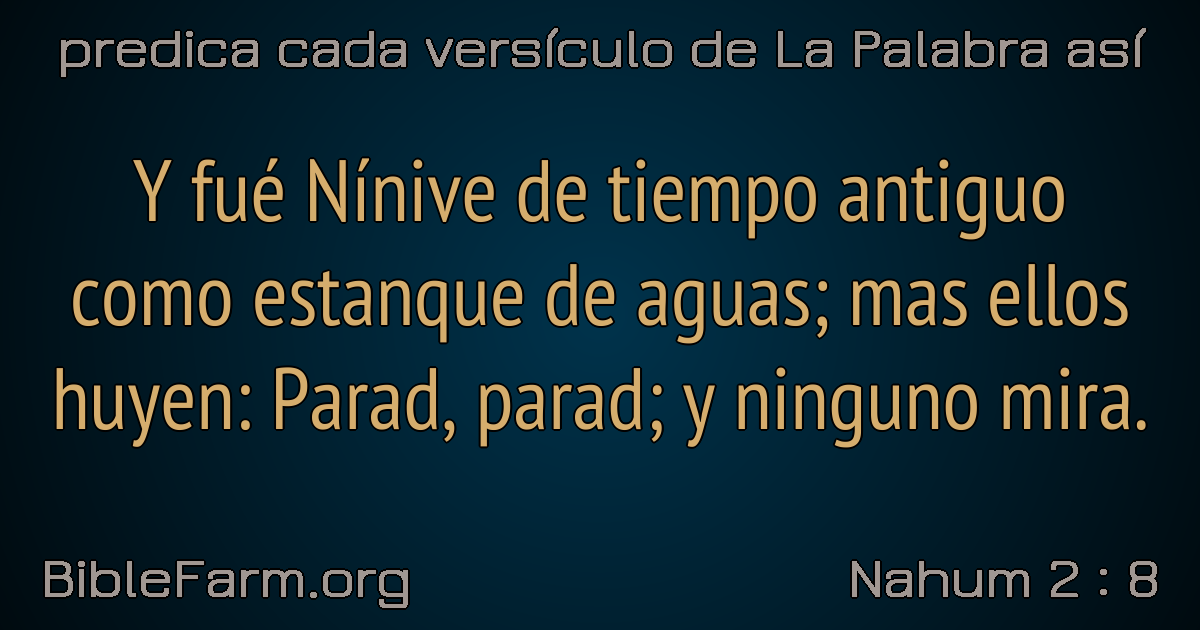 predica cada versículo de La Palabra así
Y fué Nínive de tiempo antiguo
como estanque de aguas; mas ellos
huyen: Parad, parad; y ninguno mira.
BibleFarm.org
Nahum 2 : 8